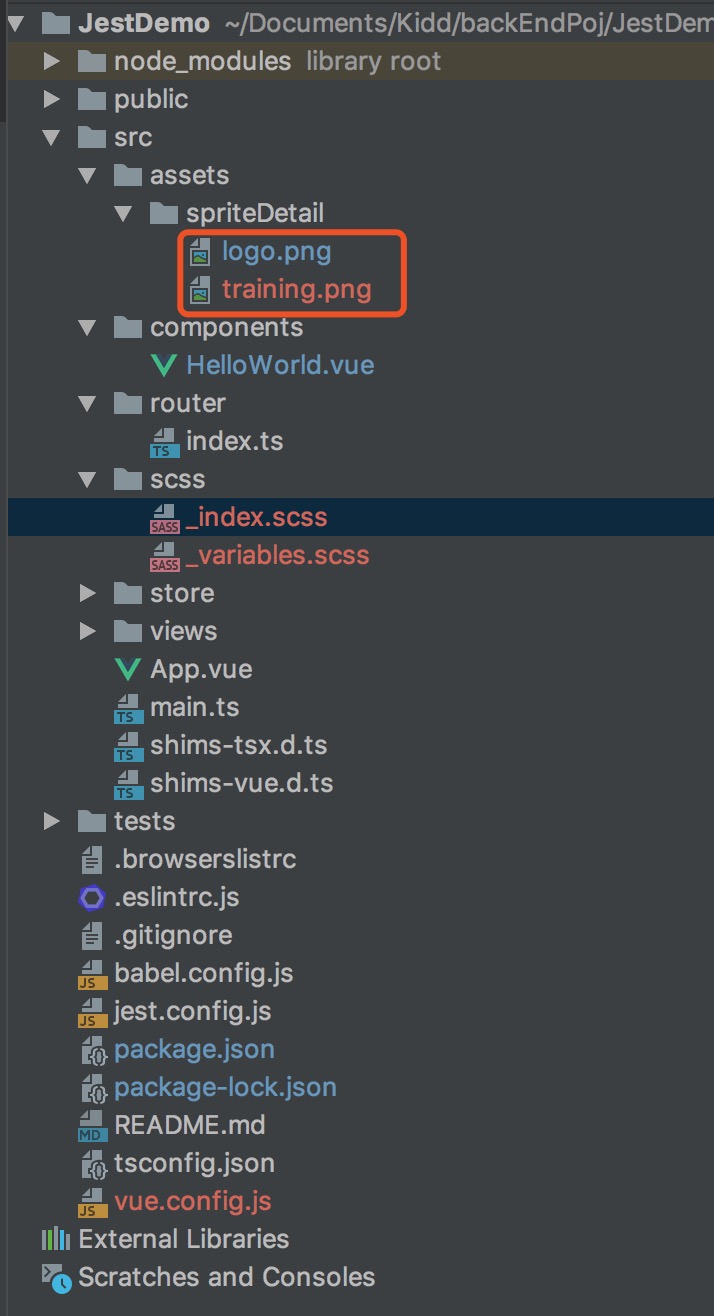 JestDemo ~/Documents/Kidd/backEndPoj/JestDem
node_modules library root
public
src
assets
spriteDetail
logo.png
training.png
components
HelloWorld.vue
router
TS index.ts
scss
SASS _index.scss
SASS _variables.scss
store
views
App.vue
TS main.ts
TS shims-tsx.d.ts
TS shims-vue.d.ts
tests
.browserslistrc
.eslintrc.js
.gitignore
JS babel.config.js
JS jest.config.js
package.json
package-lock.json
MD README.md
tsconfig.json
JS vue.config.js
External Libraries
Scratches and Consoles